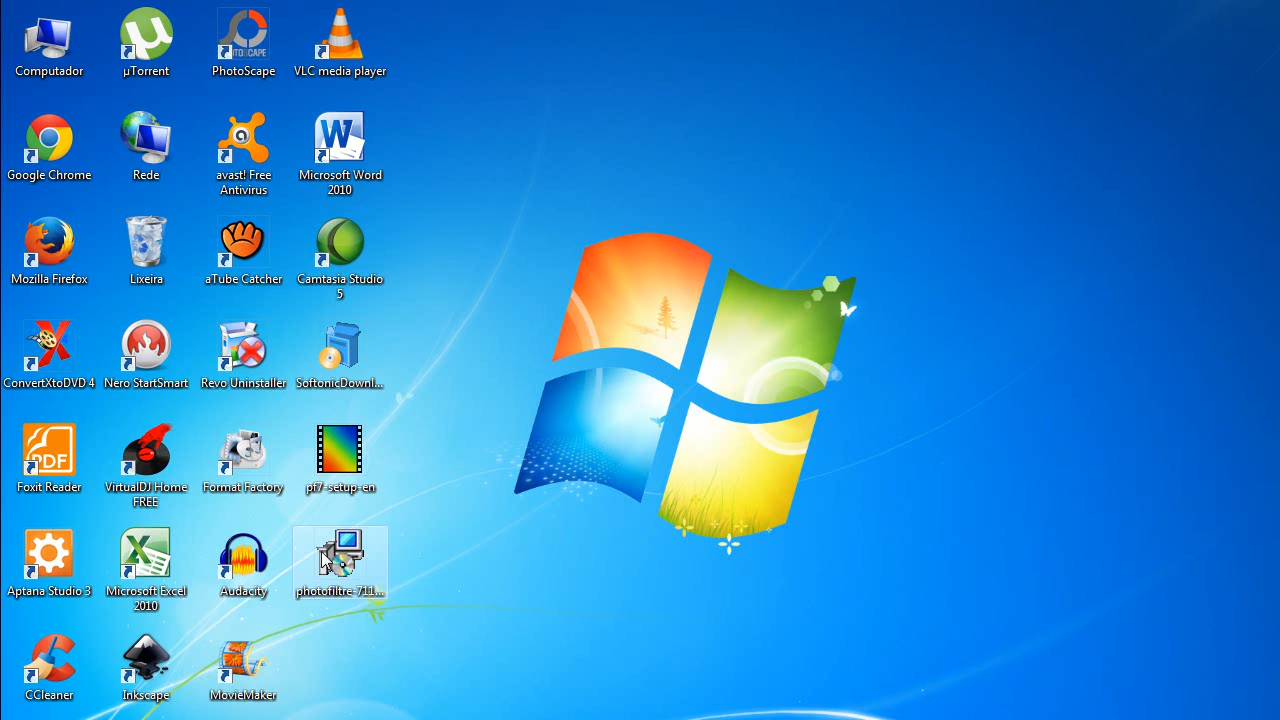 Computador
µTorrent
PhotoScape
VLC media player
Google Chrome
Rede
avast! Free
Antivirus
Microsoft Word
2010
Mozilla Firefox
Lixeira
aTube Catcher
Camtasia Studio
5
ConvertXtoDVD 4
Nero StartSmart
Revo Uninstaller
SoftonicDownl...
PDF
Foxit Reader
VirtualDJ Home
FREE
Format Factory
pf7-setup-en
Aptana Studio 3
Microsoft Excel
2010
Audacity
photofiltre-711...
CCleaner
Inkscape
MovieMaker